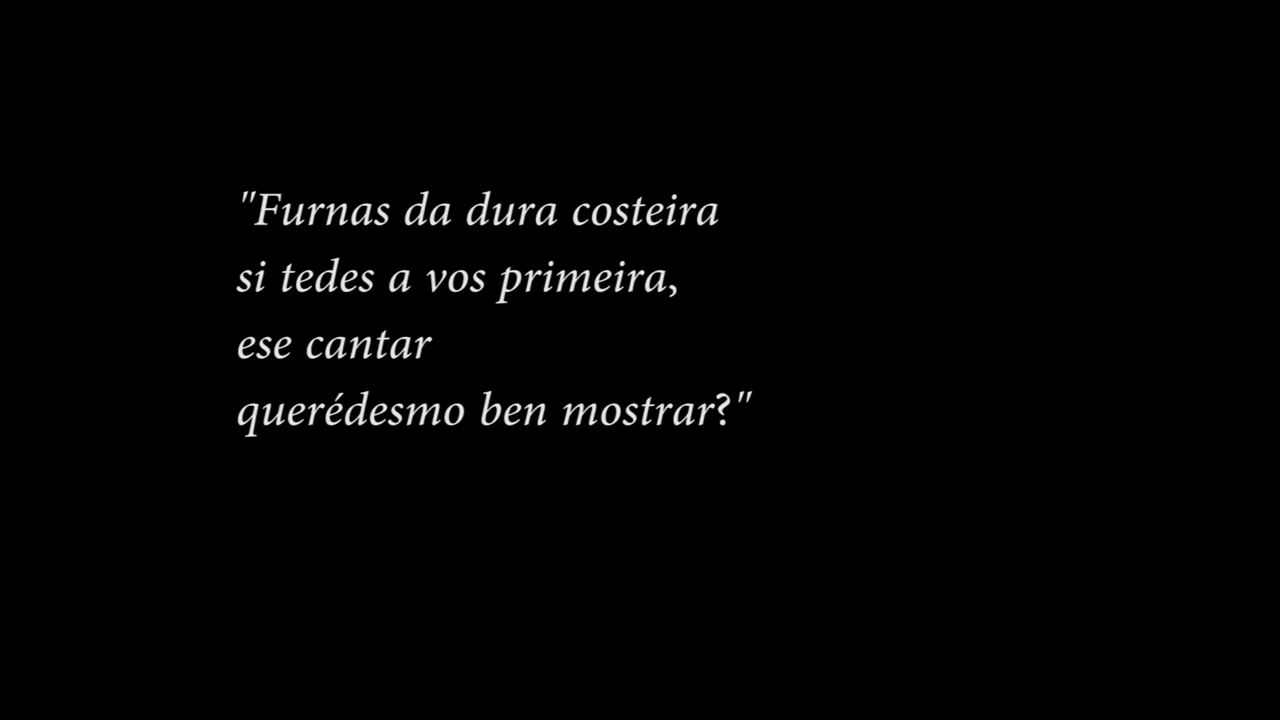 "Furnas da dura costeira
si tedes a vos primeira,
ese cantar
querédesmo ben mostrar?"